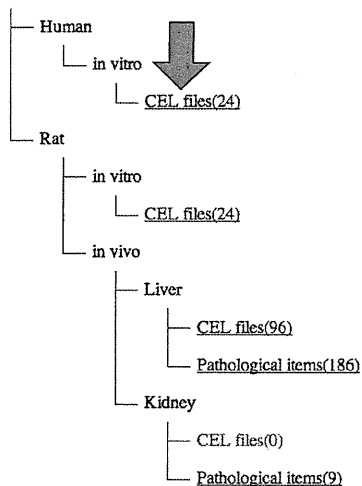 Human
in vitro
CEL files(24)
Rat
in vitro
CEL files(24)
in vivo
Liver
CEL files(96)
Pathological items(186)
Kidney
CEL files(0)
Pathological items(9)